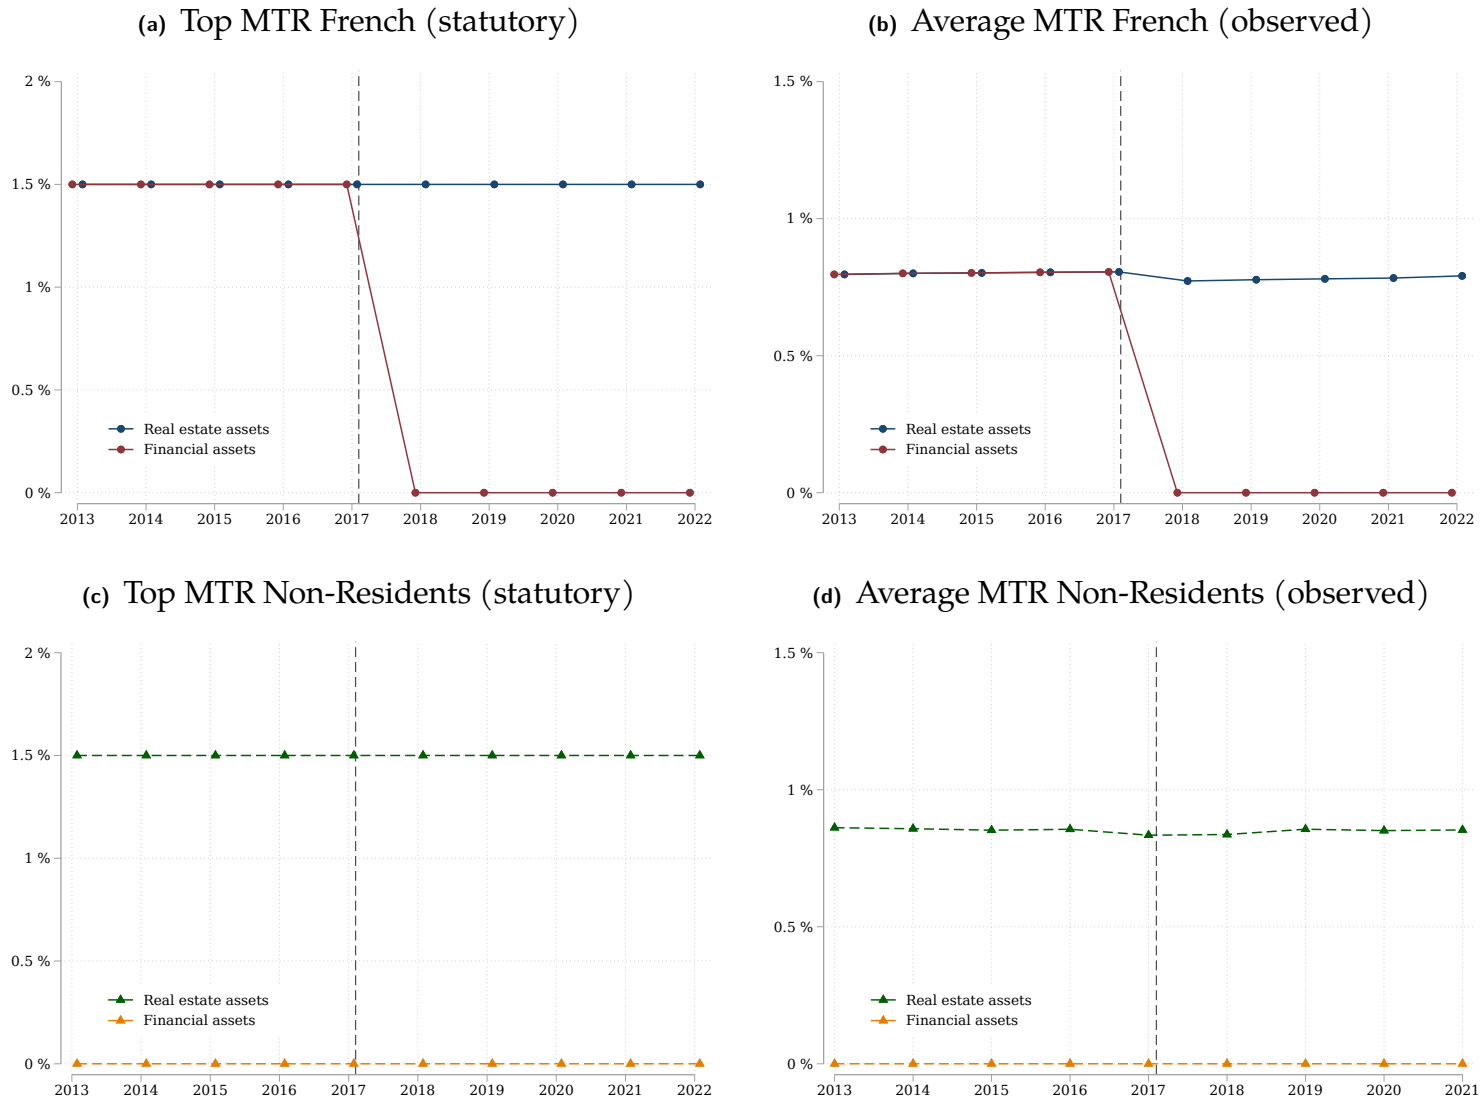 (a) Top MTR French (statutory)
2 %
1.5 %
1 %
0.5 %
0 %
Real estate assets
Financial assets
2013 2014 2015 2016 2017 2018 2019 2020 2021 2022
(b) Average MTR French (observed)
1.5 %
1 %
0.5 %
0 %
Real estate assets
Financial assets
2013 2014 2015 2016 2017 2018 2019 2020 2021 2022
(c) Top MTR Non-Residents (statutory)
2 %
1.5 %
1 %
0.5 %
0 %
Real estate assets
Financial assets
2013 2014 2015 2016 2017 2018 2019 2020 2021 2022
(d) Average MTR Non-Residents (observed)
1.5 %
1 %
0.5 %
0 %
Real estate assets
Financial assets
2013 2014 2015 2016 2017 2018 2019 2020 2021